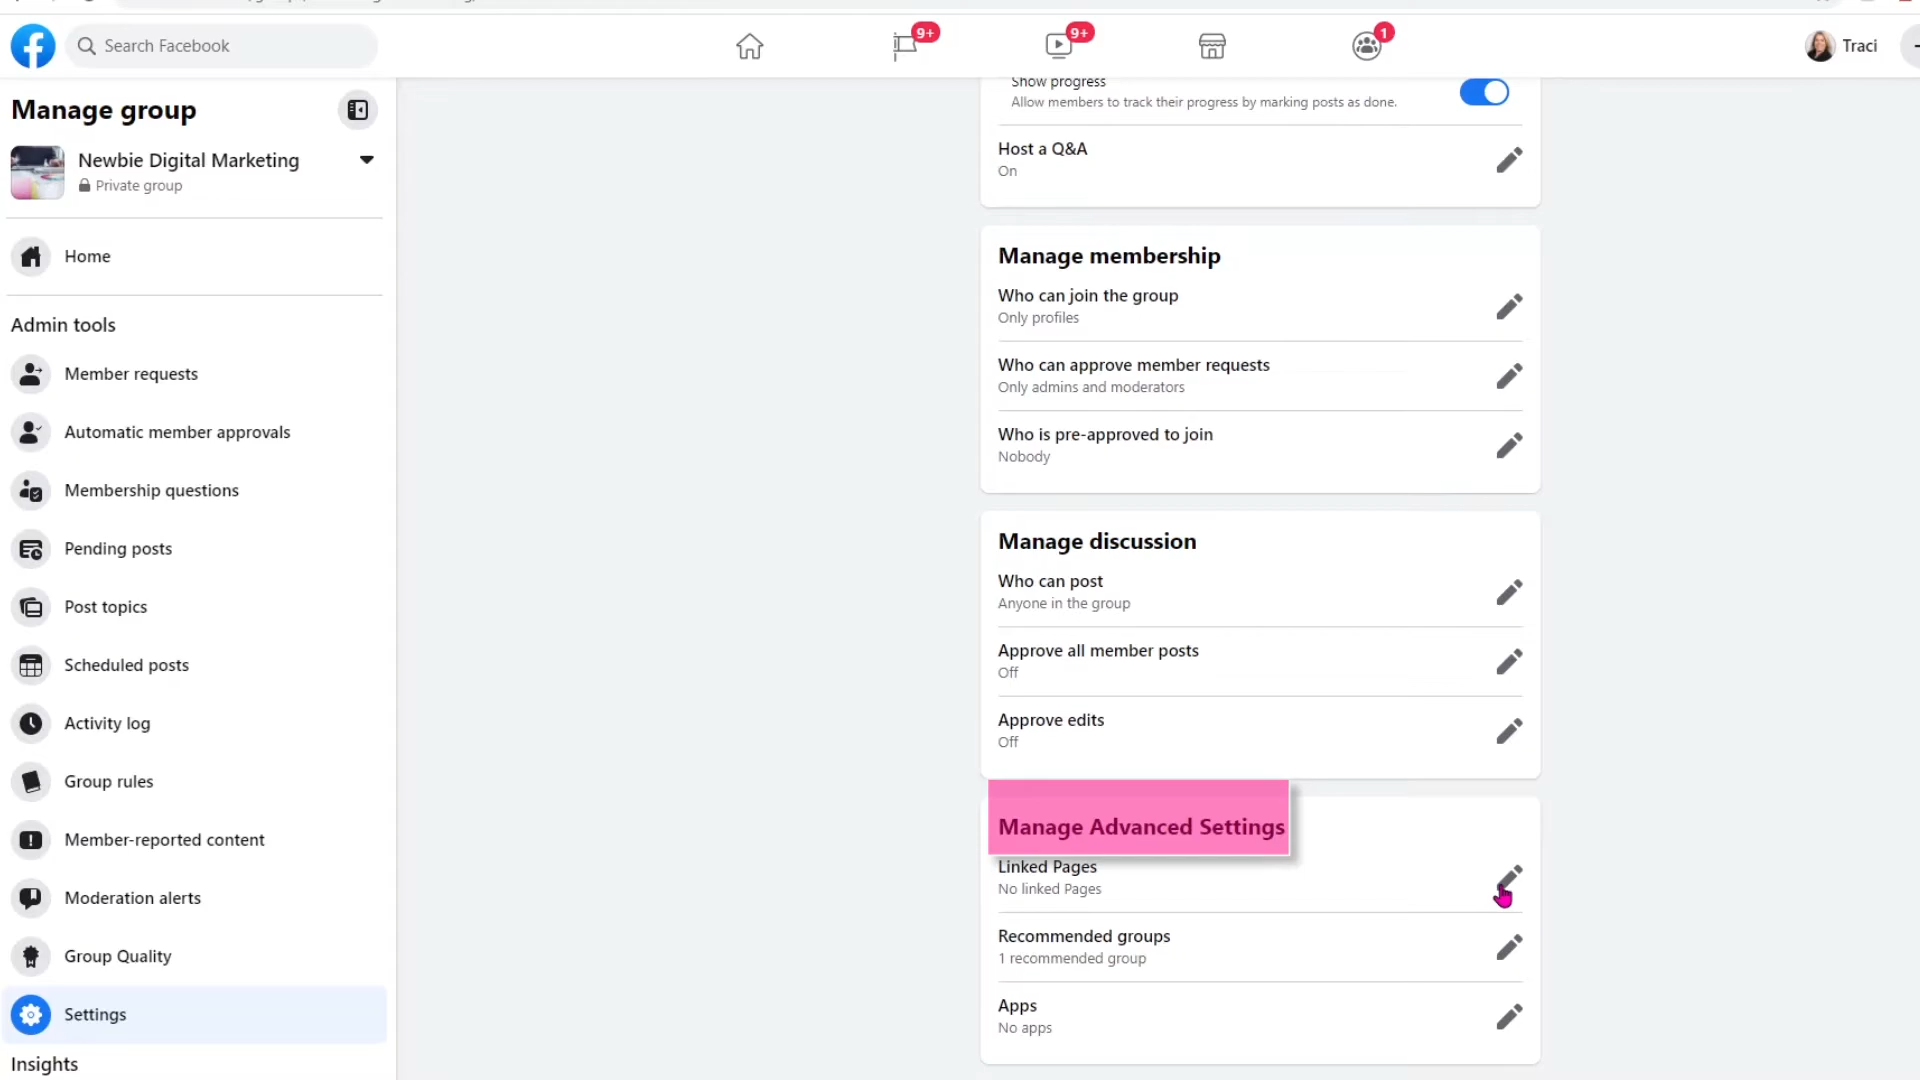 Search Facebook
9+
9+
1
Traci
Manage group
Newbie Digital Marketing
Private group
Home
Admin tools
Member requests
Automatic member approvals
Membership questions
Pending posts
Post topics
Scheduled posts
Activity log
Group rules
Member-reported content
Moderation alerts
Group Quality
Settings
Insights
Show progress
Allow members to track their progress by marking posts as done.
Host a Q&A
On
Manage membership
Who can join the group
Only profiles
Who can approve member requests
Only admins and moderators
Who is pre-approved to join
Nobody
Manage discussion
Who can post
Anyone in the group
Approve all member posts
Off
Approve edits
Off
Manage Advanced Settings
Linked Pages
No linked Pages
Recommended groups
1 recommended group
Apps
No apps